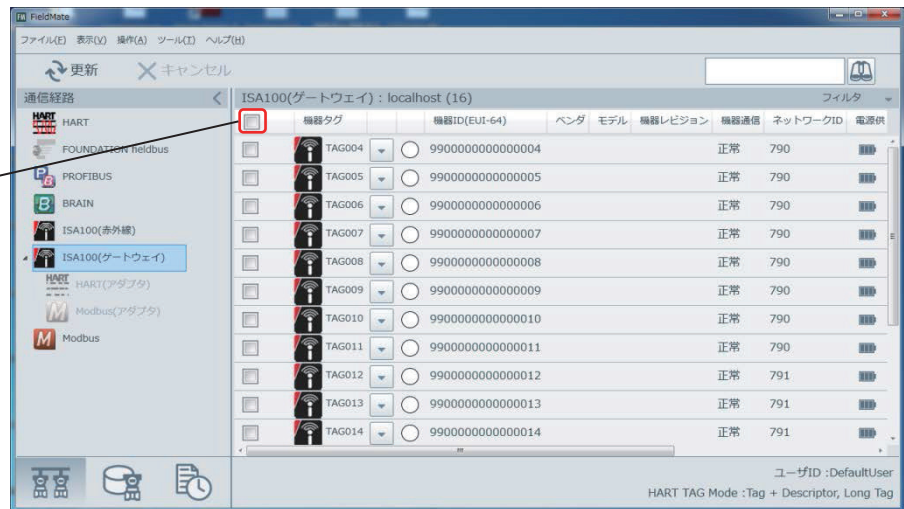 FieldMate
ファイル(F) 表示(V) 操作(A) ツール(T) ヘルプ(H)
更新 キャンセル
通信経路
HART HART
FOUNDATION fieldbus
PROFIBUS
BRAIN
ISA100(赤外線)
ISA100(ゲートウェイ)
HART HART(アダプタ)
Modbus(アダプタ)
Modbus
ISA100(ゲートウェイ) : localhost (16) フィルタ
機器タグ 機器ID(EUI-64) ベンダ モデル 機器レビジョン 機器通信 ネットワークID 電源供
TAG004 9900000000000004 正常 790
TAG005 9900000000000005 正常 790
TAG006 9900000000000006 正常 790
TAG007 9900000000000007 正常 790
TAG008 9900000000000008 正常 790
TAG009 9900000000000009 正常 790
TAG010 9900000000000010 正常 790
TAG011 9900000000000011 正常 790
TAG012 9900000000000012 正常 791
TAG013 9900000000000013 正常 791
TAG014 9900000000000014 正常 791
ユーザID :DefaultUser
HART TAG Mode :Tag + Descriptor, Long Tag